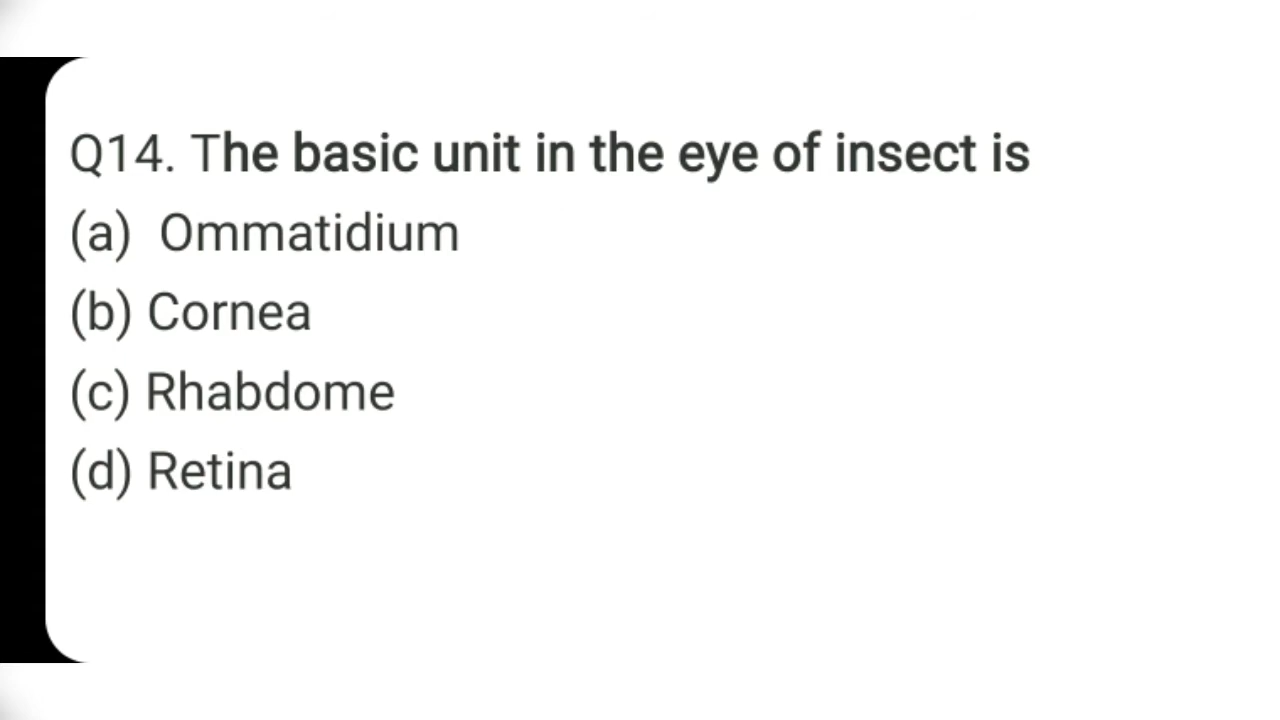 Q14. The basic unit in the eye of insect is
(a) Ommatidium
(b) Cornea
(c) Rhabdome
(d) Retina